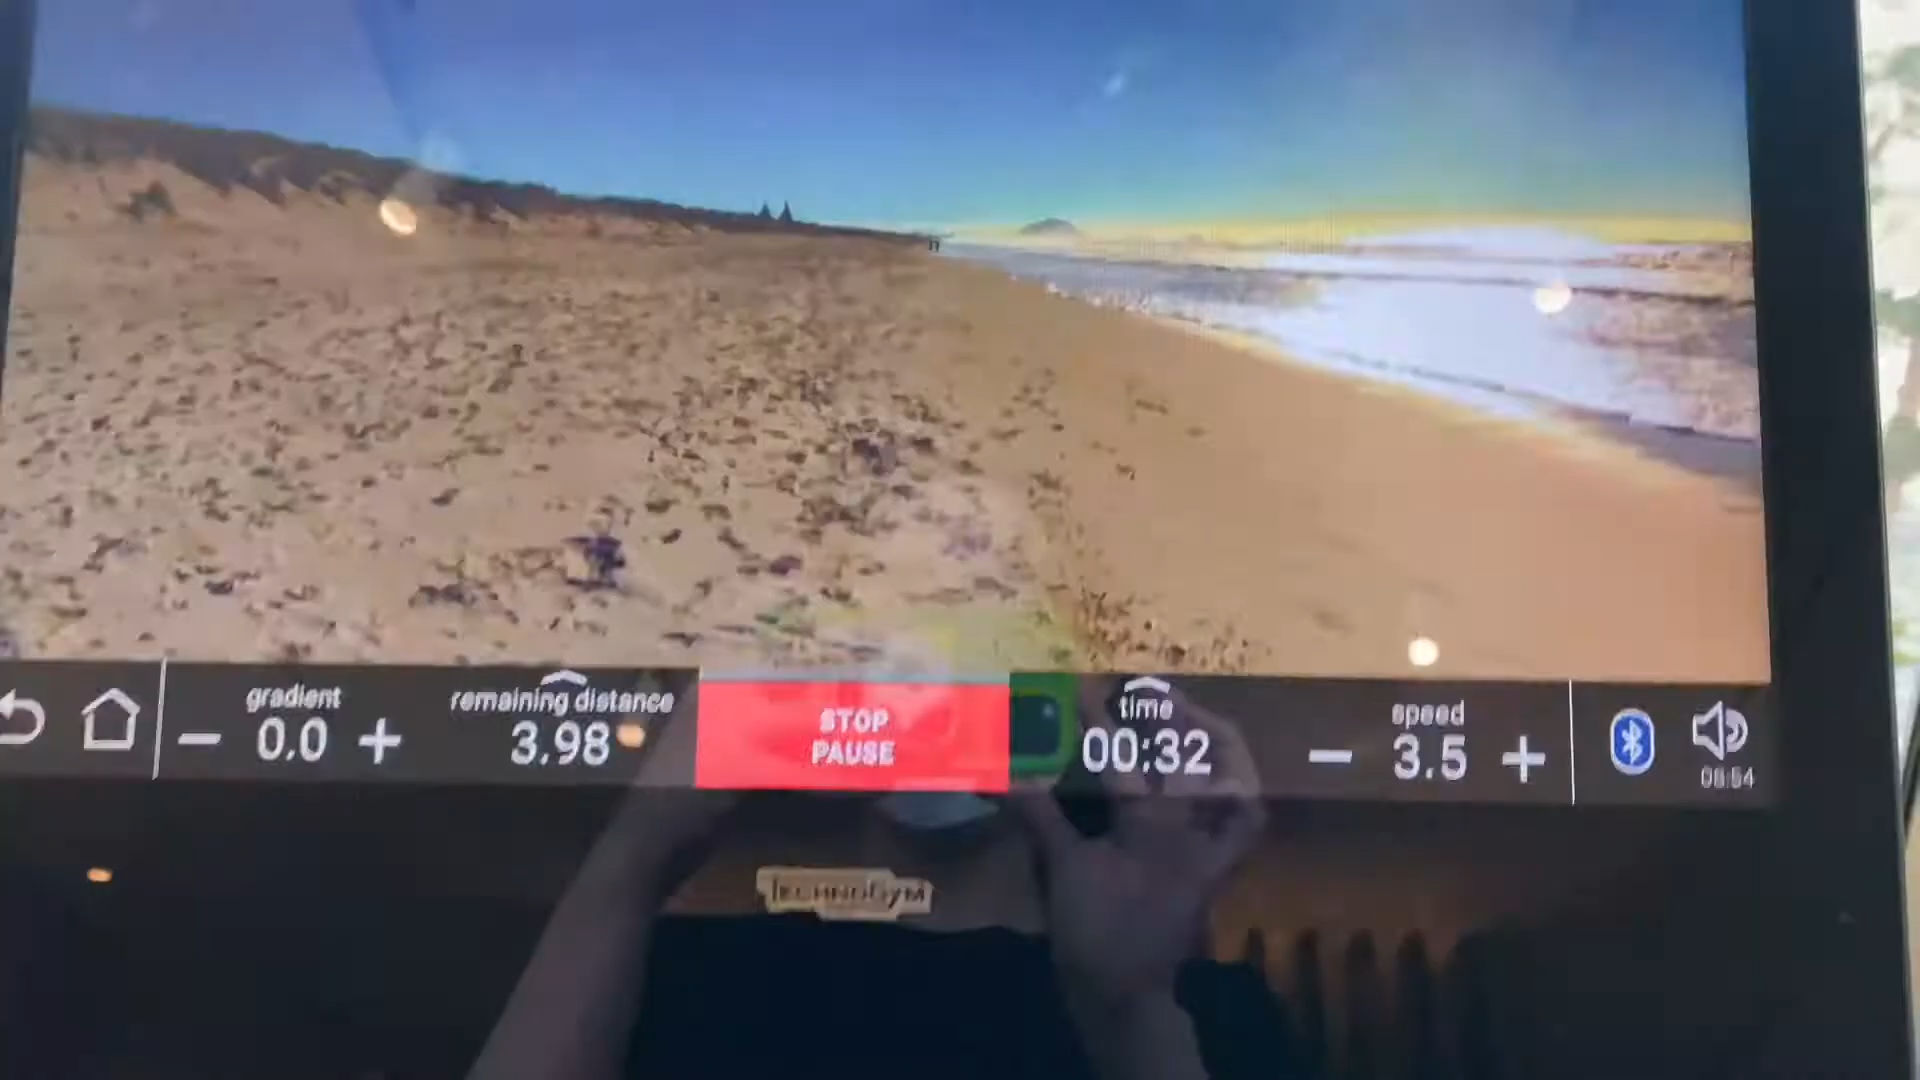 gradient
0.0
remaining distance
3.98
STOP
PAUSE
time
00:32
speed
3.5
08:54
TECHNOGYM